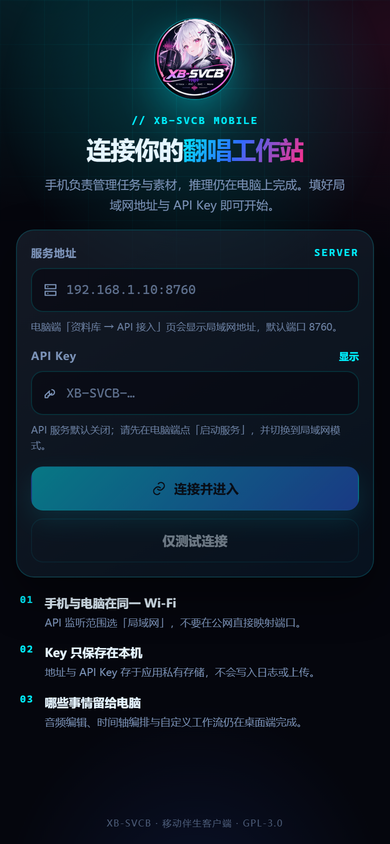 XB-SVCB
// XB-SVCB MOBILE
连接你的翻唱工作站
手机负责管理任务与素材，推理仍在电脑上完成。填好局
域网地址与 API Key 即可开始。
服务地址
SERVER
192.168.1.10:8760
电脑端「资料库 → API 接入」页会显示局域网地址，默认端口 8760。
API Key
显示
XB-SVCB-…
API 服务默认关闭；请先在电脑端点「启动服务」，并切换到局域网模
式。
连接并进入
仅测试连接
01 手机与电脑在同一 Wi-Fi
API 监听范围选「局域网」，不要在公网直接映射端口。
02 Key 只保存在本机
地址与 API Key 存于应用私有存储，不会写入日志或上传。
03 哪些事情留给电脑
音频编辑、时间轴编排与自定义工作流仍在桌面端完成。
XB-SVCB · 移动伴生客户端 · GPL-3.0